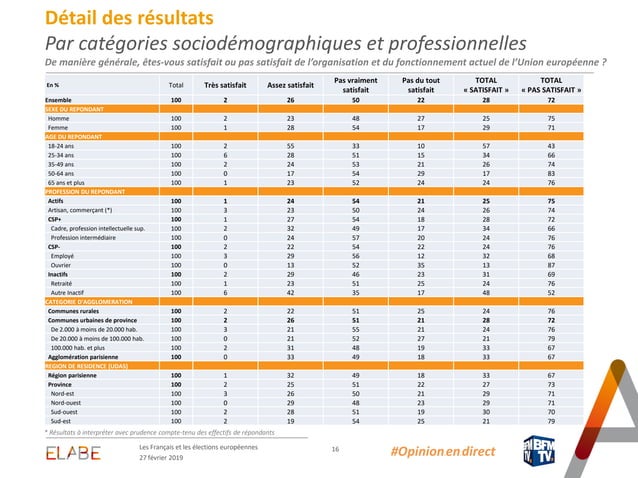 Détail des résultats
Par catégories sociodémographiques et professionnelles
De manière générale, êtes-vous satisfait ou pas satisfait de l'organisation et du fonctionnement actuel de l'Union européenne ?
En % Total Très satisfait Assez satisfait Pas vraiment satisfait Pas du tout satisfait TOTAL « SATISFAIT » TOTAL « PAS SATISFAIT »
Ensemble 100 2 26 50 22 28 72
SEXE DU REPONDANT
Homme 100 2 23 48 27 25 75
Femme 100 1 28 54 17 29 71
AGE DU REPONDANT
18-24 ans 100 2 55 33 10 57 43
25-34 ans 100 6 28 51 15 34 66
35-49 ans 100 2 24 53 21 26 74
50-64 ans 100 0 17 54 29 17 83
65 ans et plus 100 1 23 52 24 24 76
PROFESSION DU REPONDANT
Actifs 100 1 24 54 21 25 75
Artisan, commerçant (*) 100 3 23 50 24 26 74
CSP+ 100 1 27 54 18 28 72
Cadre, profession intellectuelle sup. 100 2 32 49 17 34 66
Profession intermédiaire 100 0 24 57 20 24 76
CSP- 100 2 22 54 22 24 76
Employé 100 3 29 56 12 32 68
Ouvrier 100 0 13 52 35 13 87
Inactifs 100 2 29 46 23 31 69
Retraité 100 1 23 51 25 24 76
Autre Inactif 100 6 42 35 17 48 52
CATEGORIE D'AGGLOMERATION
Communes rurales 100 2 22 51 25 24 76
Communes urbaines de province 100 2 26 51 21 28 72
De 2.000 à moins de 20.000 hab. 100 3 21 55 21 24 76
De 20.000 à moins de 100.000 hab. 100 0 21 52 27 21 79
100.000 hab. et plus 100 2 31 48 19 33 67
Agglomération parisienne 100 0 33 49 18 33 67
REGION DE RESIDENCE (UDA5)
Région parisienne 100 1 32 49 18 33 67
Province 100 2 25 51 22 27 73
Nord-est 100 3 26 50 21 29 71
Nord-ouest 100 0 29 48 23 29 71
Sud-ouest 100 2 28 51 19 30 70
Sud-est 100 2 19 54 25 21 79
* Résultats à interpréter avec prudence compte-tenu des effectifs de répondants
ELABE
Les Français et les élections européennes
27 février 2019
16
#Opinionendirect
BFM TV.